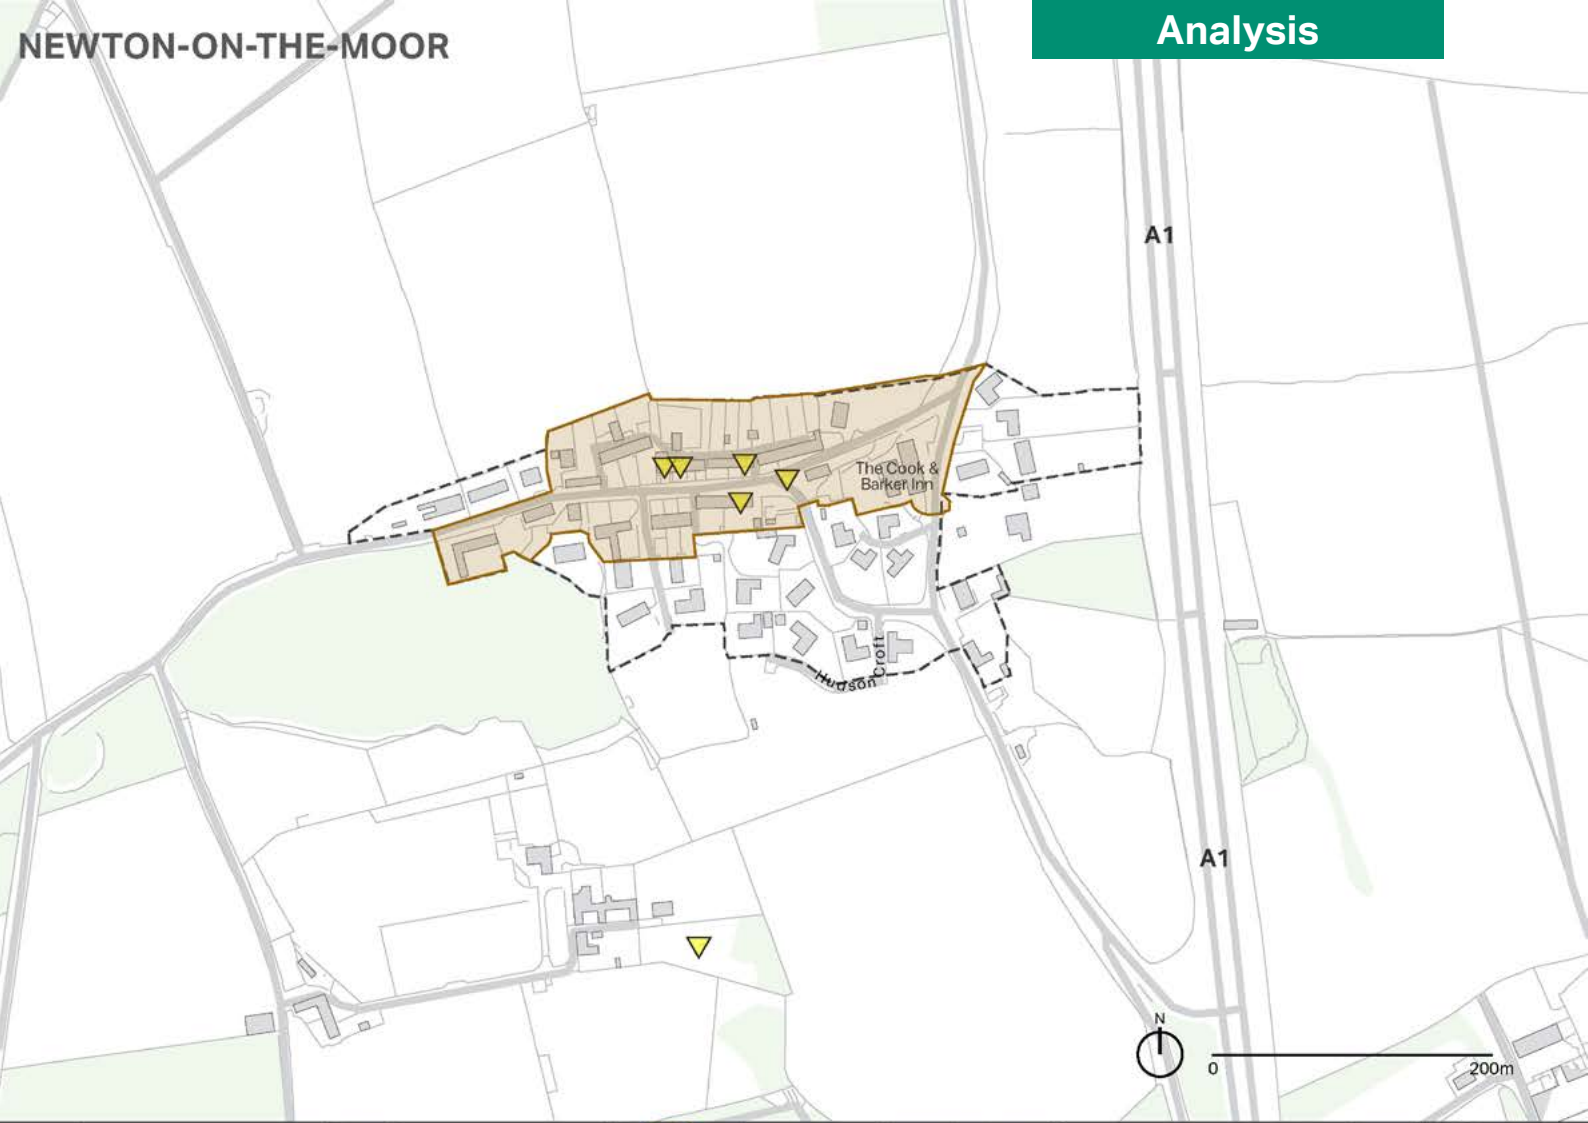 NEWTON-ON-THE-MOOR
Analysis
A1
The Cook &
Barker Inn
Hudson Croft
A1
N
0
200m